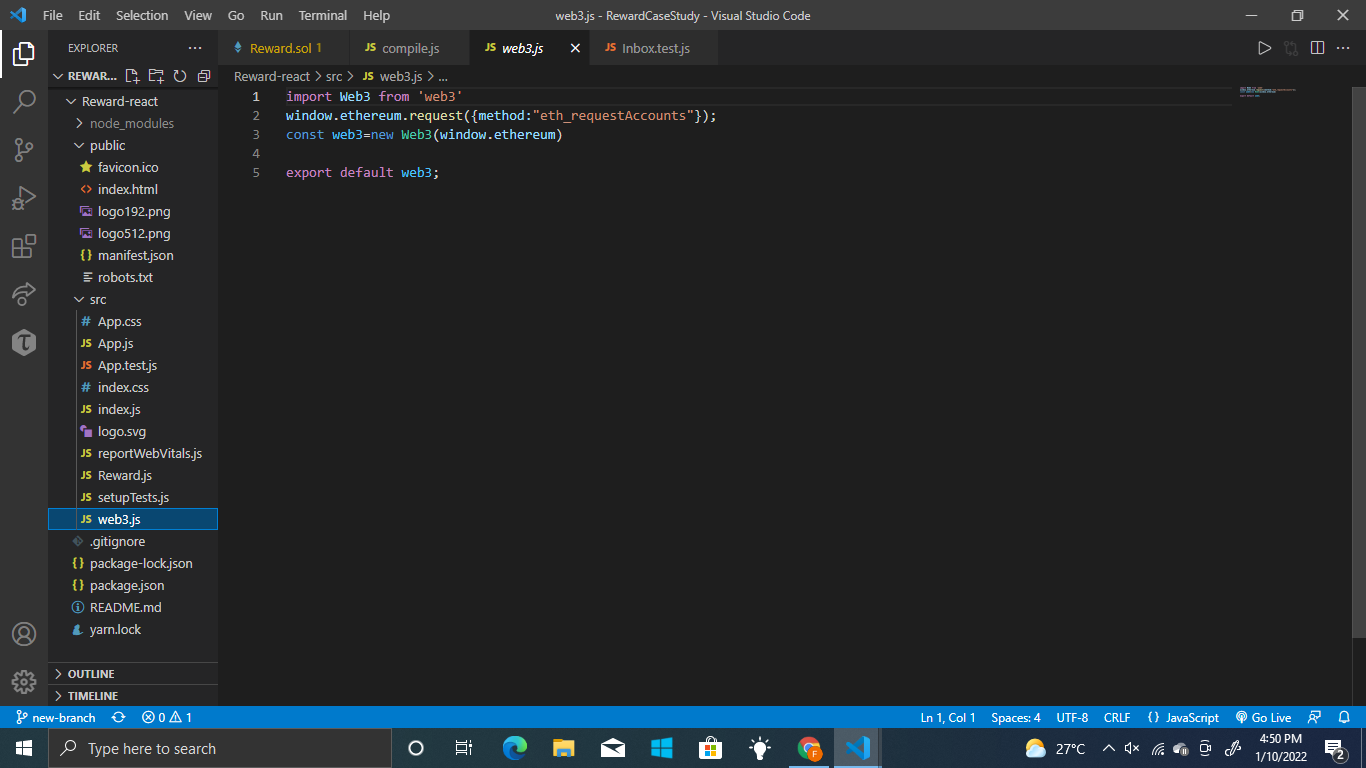 File Edit Selection View Go Run Terminal Help
web3.js - RewardCaseStudy - Visual Studio Code
EXPLORER
Reward.sol 1
compile.js
web3.js
Inbox.test.js
REWAR...
Reward-react > src > JS web3.js > ...
Reward-react
node_modules
public
favicon.ico
index.html
logo192.png
logo512.png
manifest.json
robots.txt
src
App.css
App.js
App.test.js
index.css
index.js
logo.svg
reportWebVitals.js
Reward.js
setupTests.js
web3.js
.gitignore
package-lock.json
package.json
README.md
yarn.lock
OUTLINE
TIMELINE
1 import Web3 from 'web3'
2 window.ethereum.request({method:"eth_requestAccounts"});
3 const web3=new Web3(window.ethereum)
4
5 export default web3;
new-branch 0 1 Ln 1, Col 1 Spaces: 4 UTF-8 CRLF {} JavaScript Go Live
Type here to search
27°C
4:50 PM
1/10/2022
2